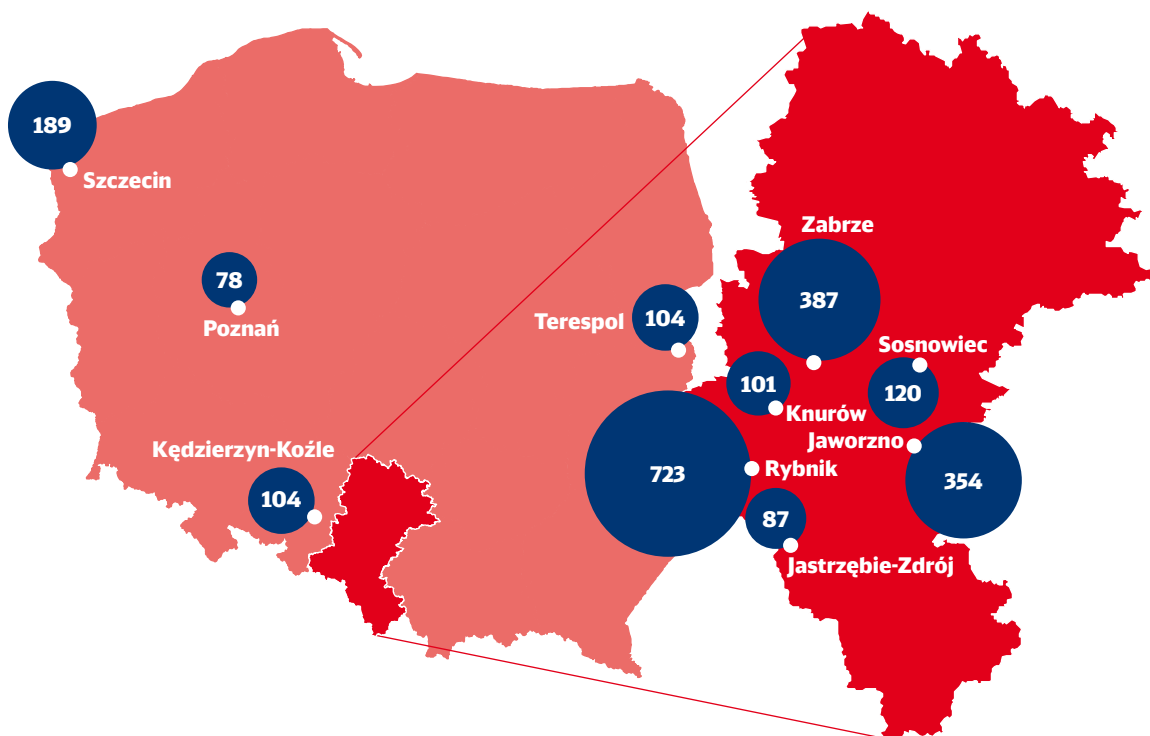 189
Szczecin
78
Poznań
Terespol
104
Kędzierzyn-Koźle
104
Zabrze
387
Sosnowiec
120
101
Knurów
Jaworzno
354
723
Rybnik
87
Jastrzębie-Zdrój